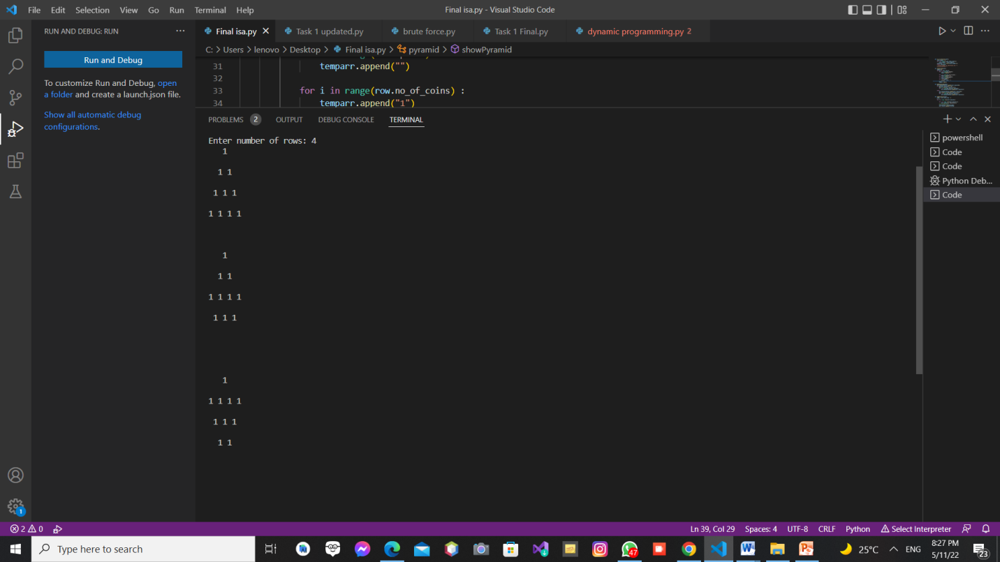 File Edit Selection View Go Run Terminal Help
Final isa.py - Visual Studio Code
RUN AND DEBUG: RUN
Final isa.py Task 1 updated.py brute force.py Task 1 Final.py dynamic programming.py 2
C: > Users > lenovo > Desktop > Final isa.py > pyramid > showPyramid
Run and Debug
To customize Run and Debug, open
a folder and create a launch.json file.
Show all automatic debug
configurations.
31 temparr.append("")
32
33 for i in range(row.no_of_coins) :
34 temparr.append("1")
PROBLEMS 2 OUTPUT DEBUG CONSOLE TERMINAL
Enter number of rows: 4
1
1 1
1 1 1
1 1 1 1
1
1 1
1 1 1 1
1 1 1
1
1 1 1 1
1 1 1
1 1
powershell
Code
Code
Python Deb...
Code
1
2 0
Ln 39, Col 29 Spaces: 4 UTF-8 CRLF Python Select Interpreter
Type here to search
47
25°C ENG
8:27 PM
5/11/22
23